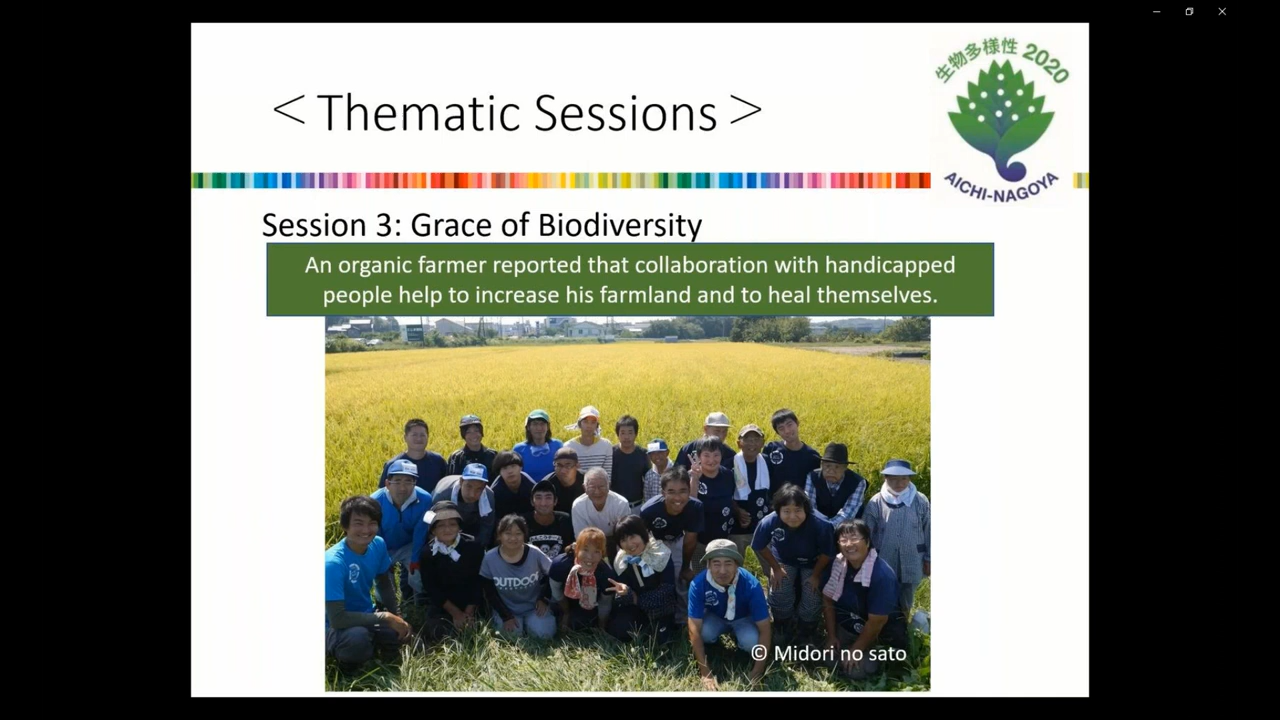 生物多様性 2020
＜Thematic Sessions＞
AICHI-NAGOYA
Session 3: Grace of Biodiversity
An organic farmer reported that collaboration with handicapped
people help to increase his farmland and to heal themselves.
OUTDOOR
© Midori no sato